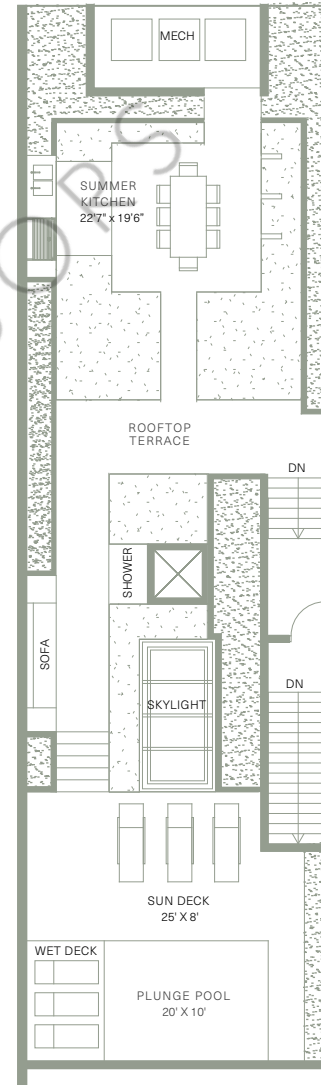 MECH
SUMMER
KITCHEN
22'7" x 19'6"
ROOFTOP
TERRACE
DN
SHOWER
SOFA
SKYLIGHT
DN
SUN DECK
25' X 8'
WET DECK
PLUNGE POOL
20' X 10'